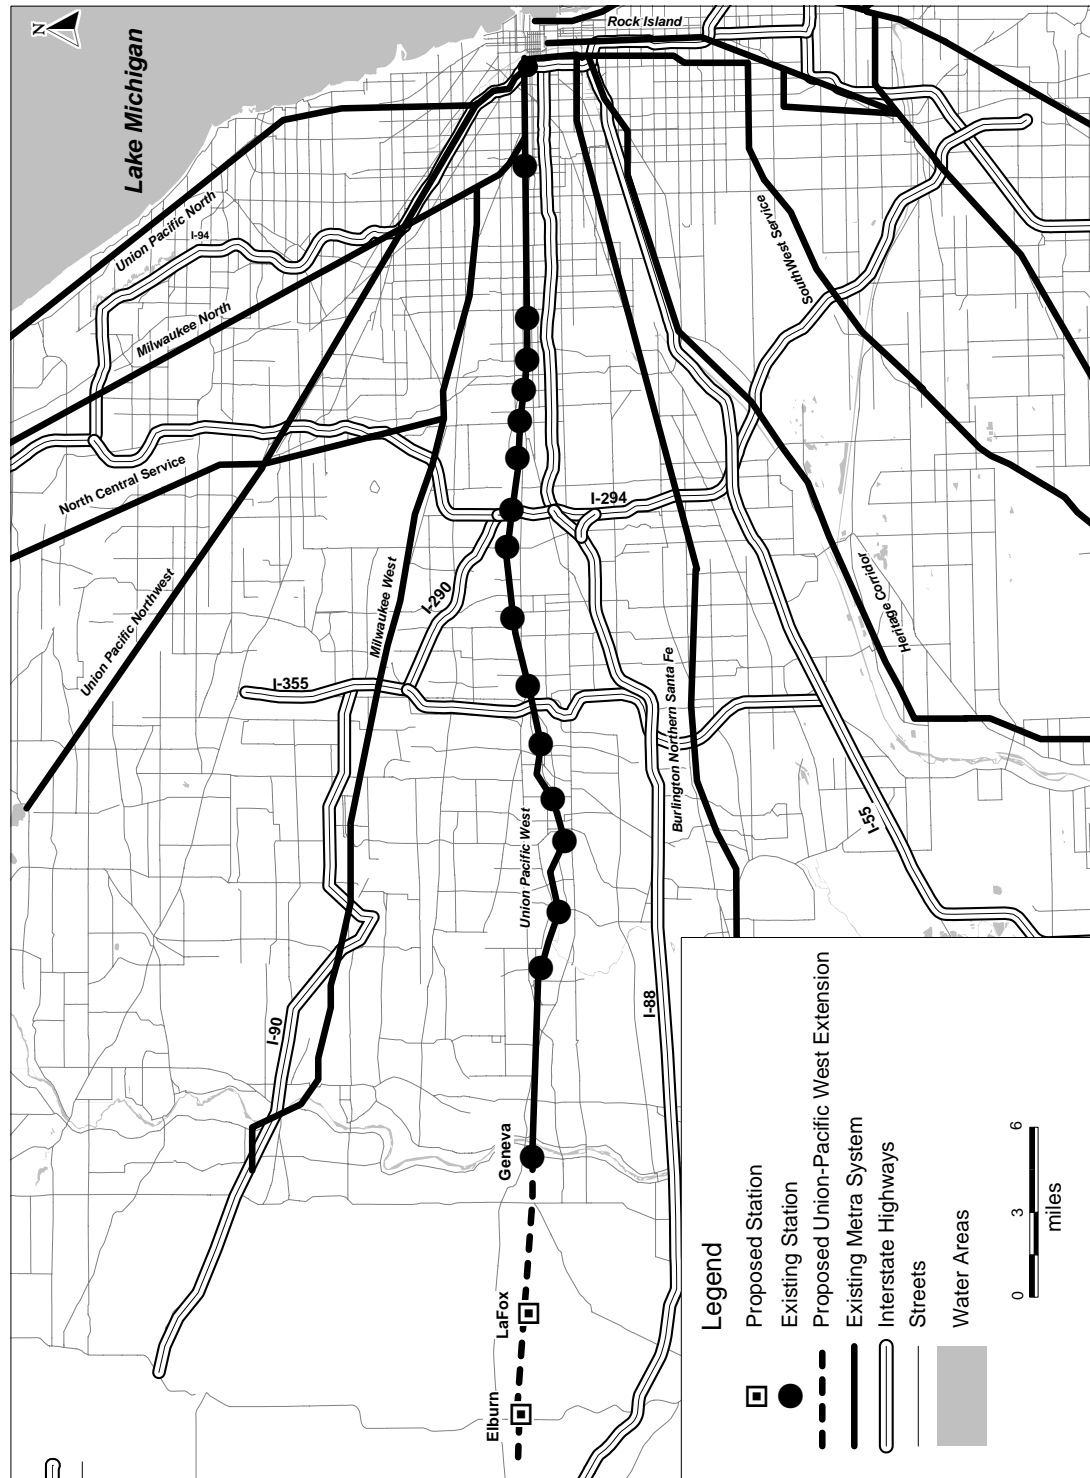 N
Lake Michigan
Rock Island
Union Pacific North
I-94
Milwaukee North
North Central Service
Union Pacific Northwest
Milwaukee West
I-290
I-294
I-355
SouthWest Service
Heritage Corridor
Burlington Northern Santa Fe
Union Pacific West
I-55
I-90
I-88
Geneva
LaFox
Elburn
Legend
Proposed Station
Existing Station
Proposed Union-Pacific West Extension
Existing Metra System
Interstate Highways
Streets
Water Areas
0 3 6
miles